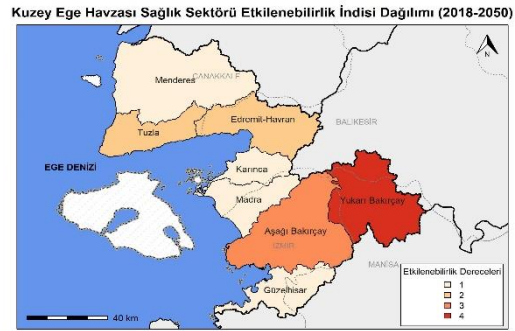 Kuzey Ege Havzası Sağlık Sektörü Etkilenebilirlik İndisi Dağılımı (2018-2050)
N
Menderes
ÇANAKKALE
Tuzla
Edremit-Havran
BALIKESİR
EGE DENİZİ
Karınca
Madra
Yukarı Bakırçay
Aşağı Bakırçay
İZMİR
MANİSA
Güzelhisar
Etkilenebilirlik Dereceleri
1
2
3
4
40 km